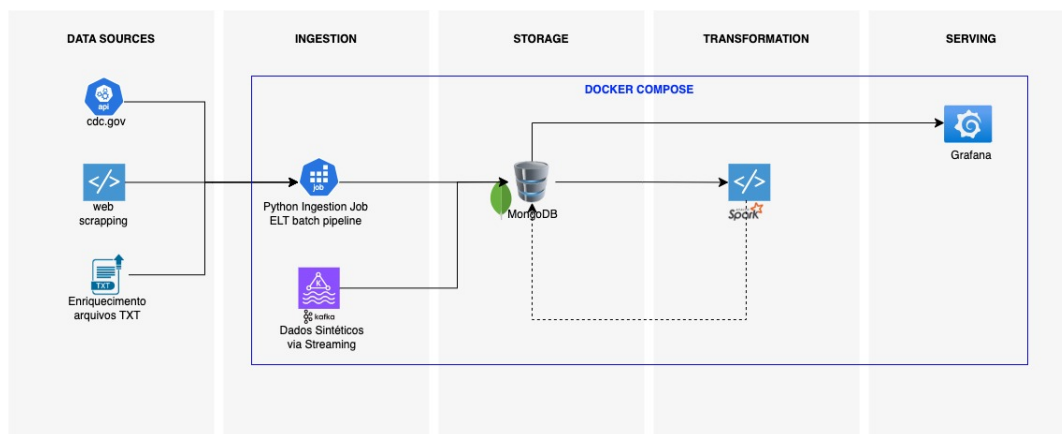 DATA SOURCES
INGESTION
STORAGE
TRANSFORMATION
SERVING
DOCKER COMPOSE
api
cdc.gov
web
scrapping
TXT
Enriquecimento
arquivos TXT
job
Python Ingestion Job
ELT batch pipeline
K
kafka
Dados Sintéticos
via Streaming
MongoDB
Spark
Grafana